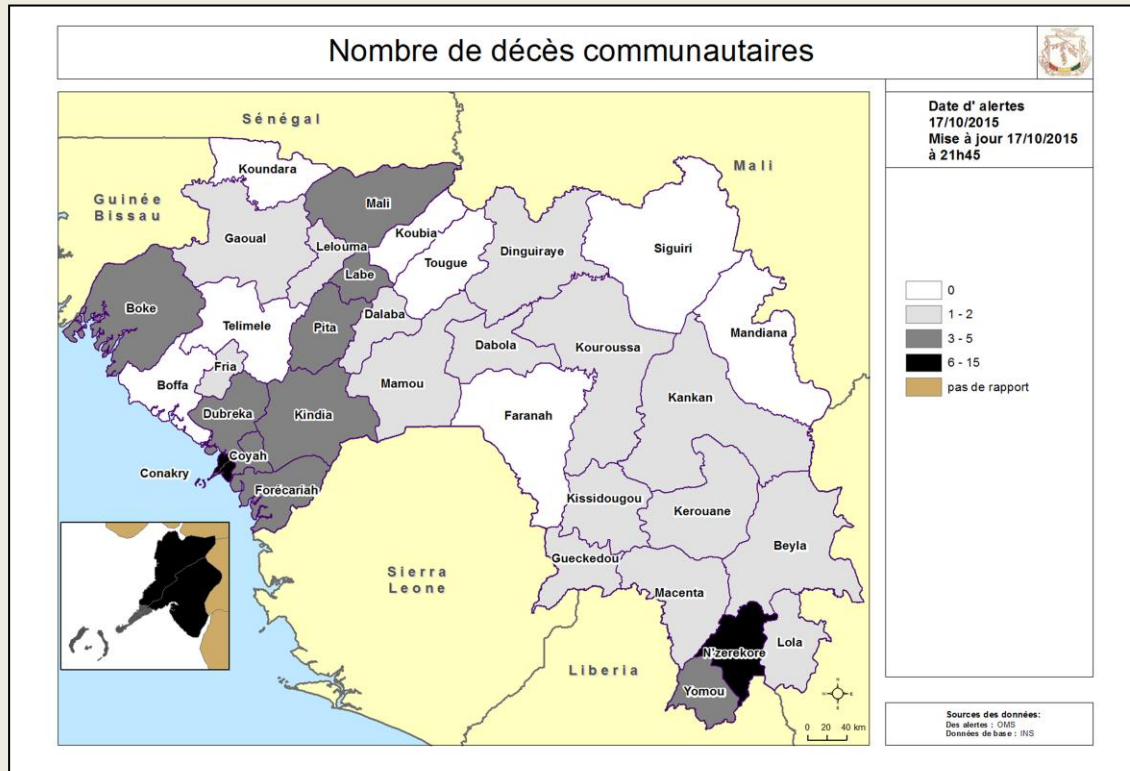 Nombre de décès communautaires
Date d' alertes
17/10/2015
Mise à jour 17/10/2015
à 21h45
0
1 - 2
3 - 5
6 - 15
pas de rapport
Sénégal
Mali
Guinée
Bissau
Koundara
Mali
Gaoual
Koubia
Lelouma
Tougue
Dinguiraye
Siguiri
Labe
Boke
Telimele
Pita
Dalaba
Dabola
Kouroussa
Mandiana
Fria
Boffa
Mamou
Kankan
Dubreka
Kindia
Faranah
Coyah
Conakry
Forécariah
Kissidougou
Kerouane
Beyla
Gueckedou
Sierra
Leone
Macenta
Lola
N'zerekore
Liberia
Yomou
N
W
E
S
0 20 40 km
Sources des données:
Des alertes : OMS
Données de base : INS